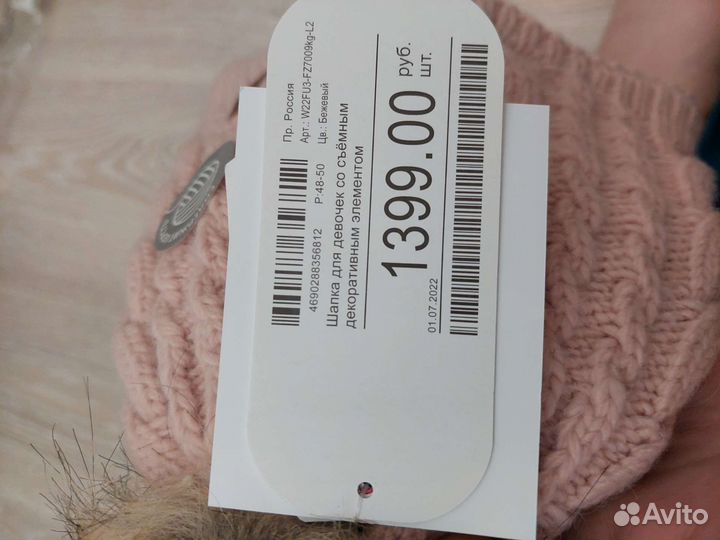 Пр. Россия
Арт.: W22FU3-FZ7009kg-L2
4690288356812 Р:48-50 Цв.: Бежевый
Шапка для девочек со съёмным
декоративным элементом
1399.00 руб.
шт.
01.07.2022
Avito